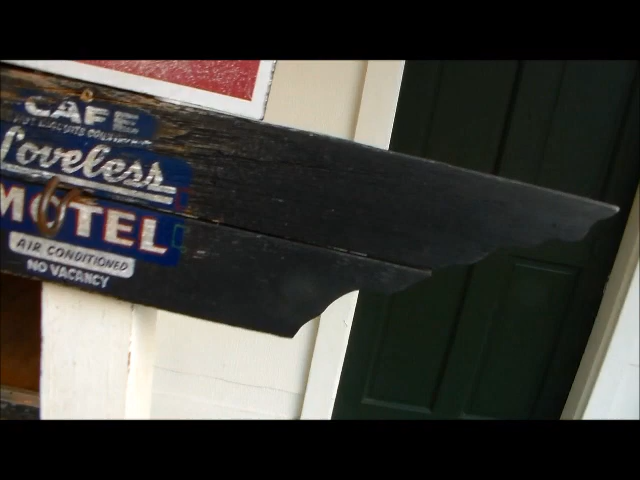 CAFE
Loveless
MOTEL
AIR CONDITIONED
NO VACANCY